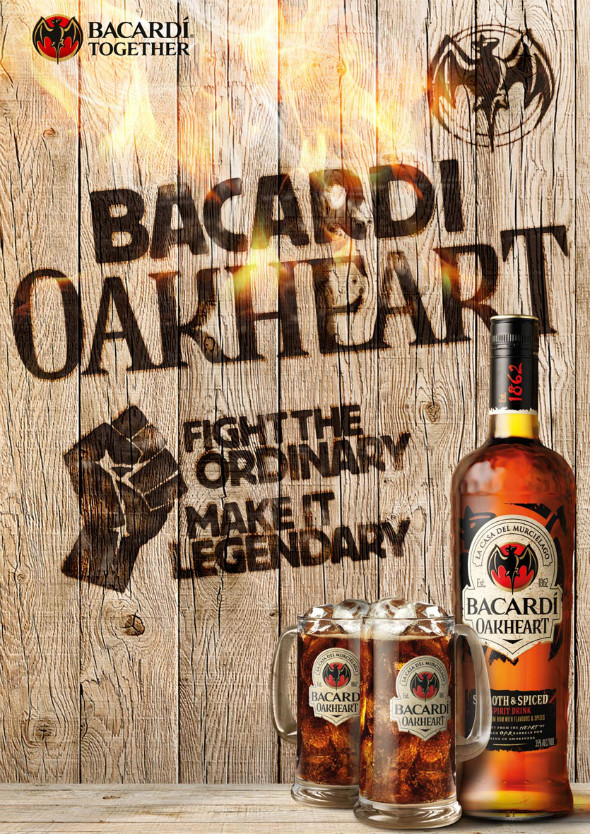 BACARDÍ
TOGETHER
BACARDI
OAKHEART
FIGHT THE
ORDINARY
MAKE IT
LEGENDARY
1862
LA CASA DEL MURCIÉLAGO
Est. 1862
BACARDÍ
OAKHEART
SMOOTH & SPICED
SPIRIT DRINK
LA CASA DEL MURCIÉLAGO
BACARDÍ
OAKHEART
LA CASA DEL MURCIÉLAGO
BACARDÍ
OAKHEART